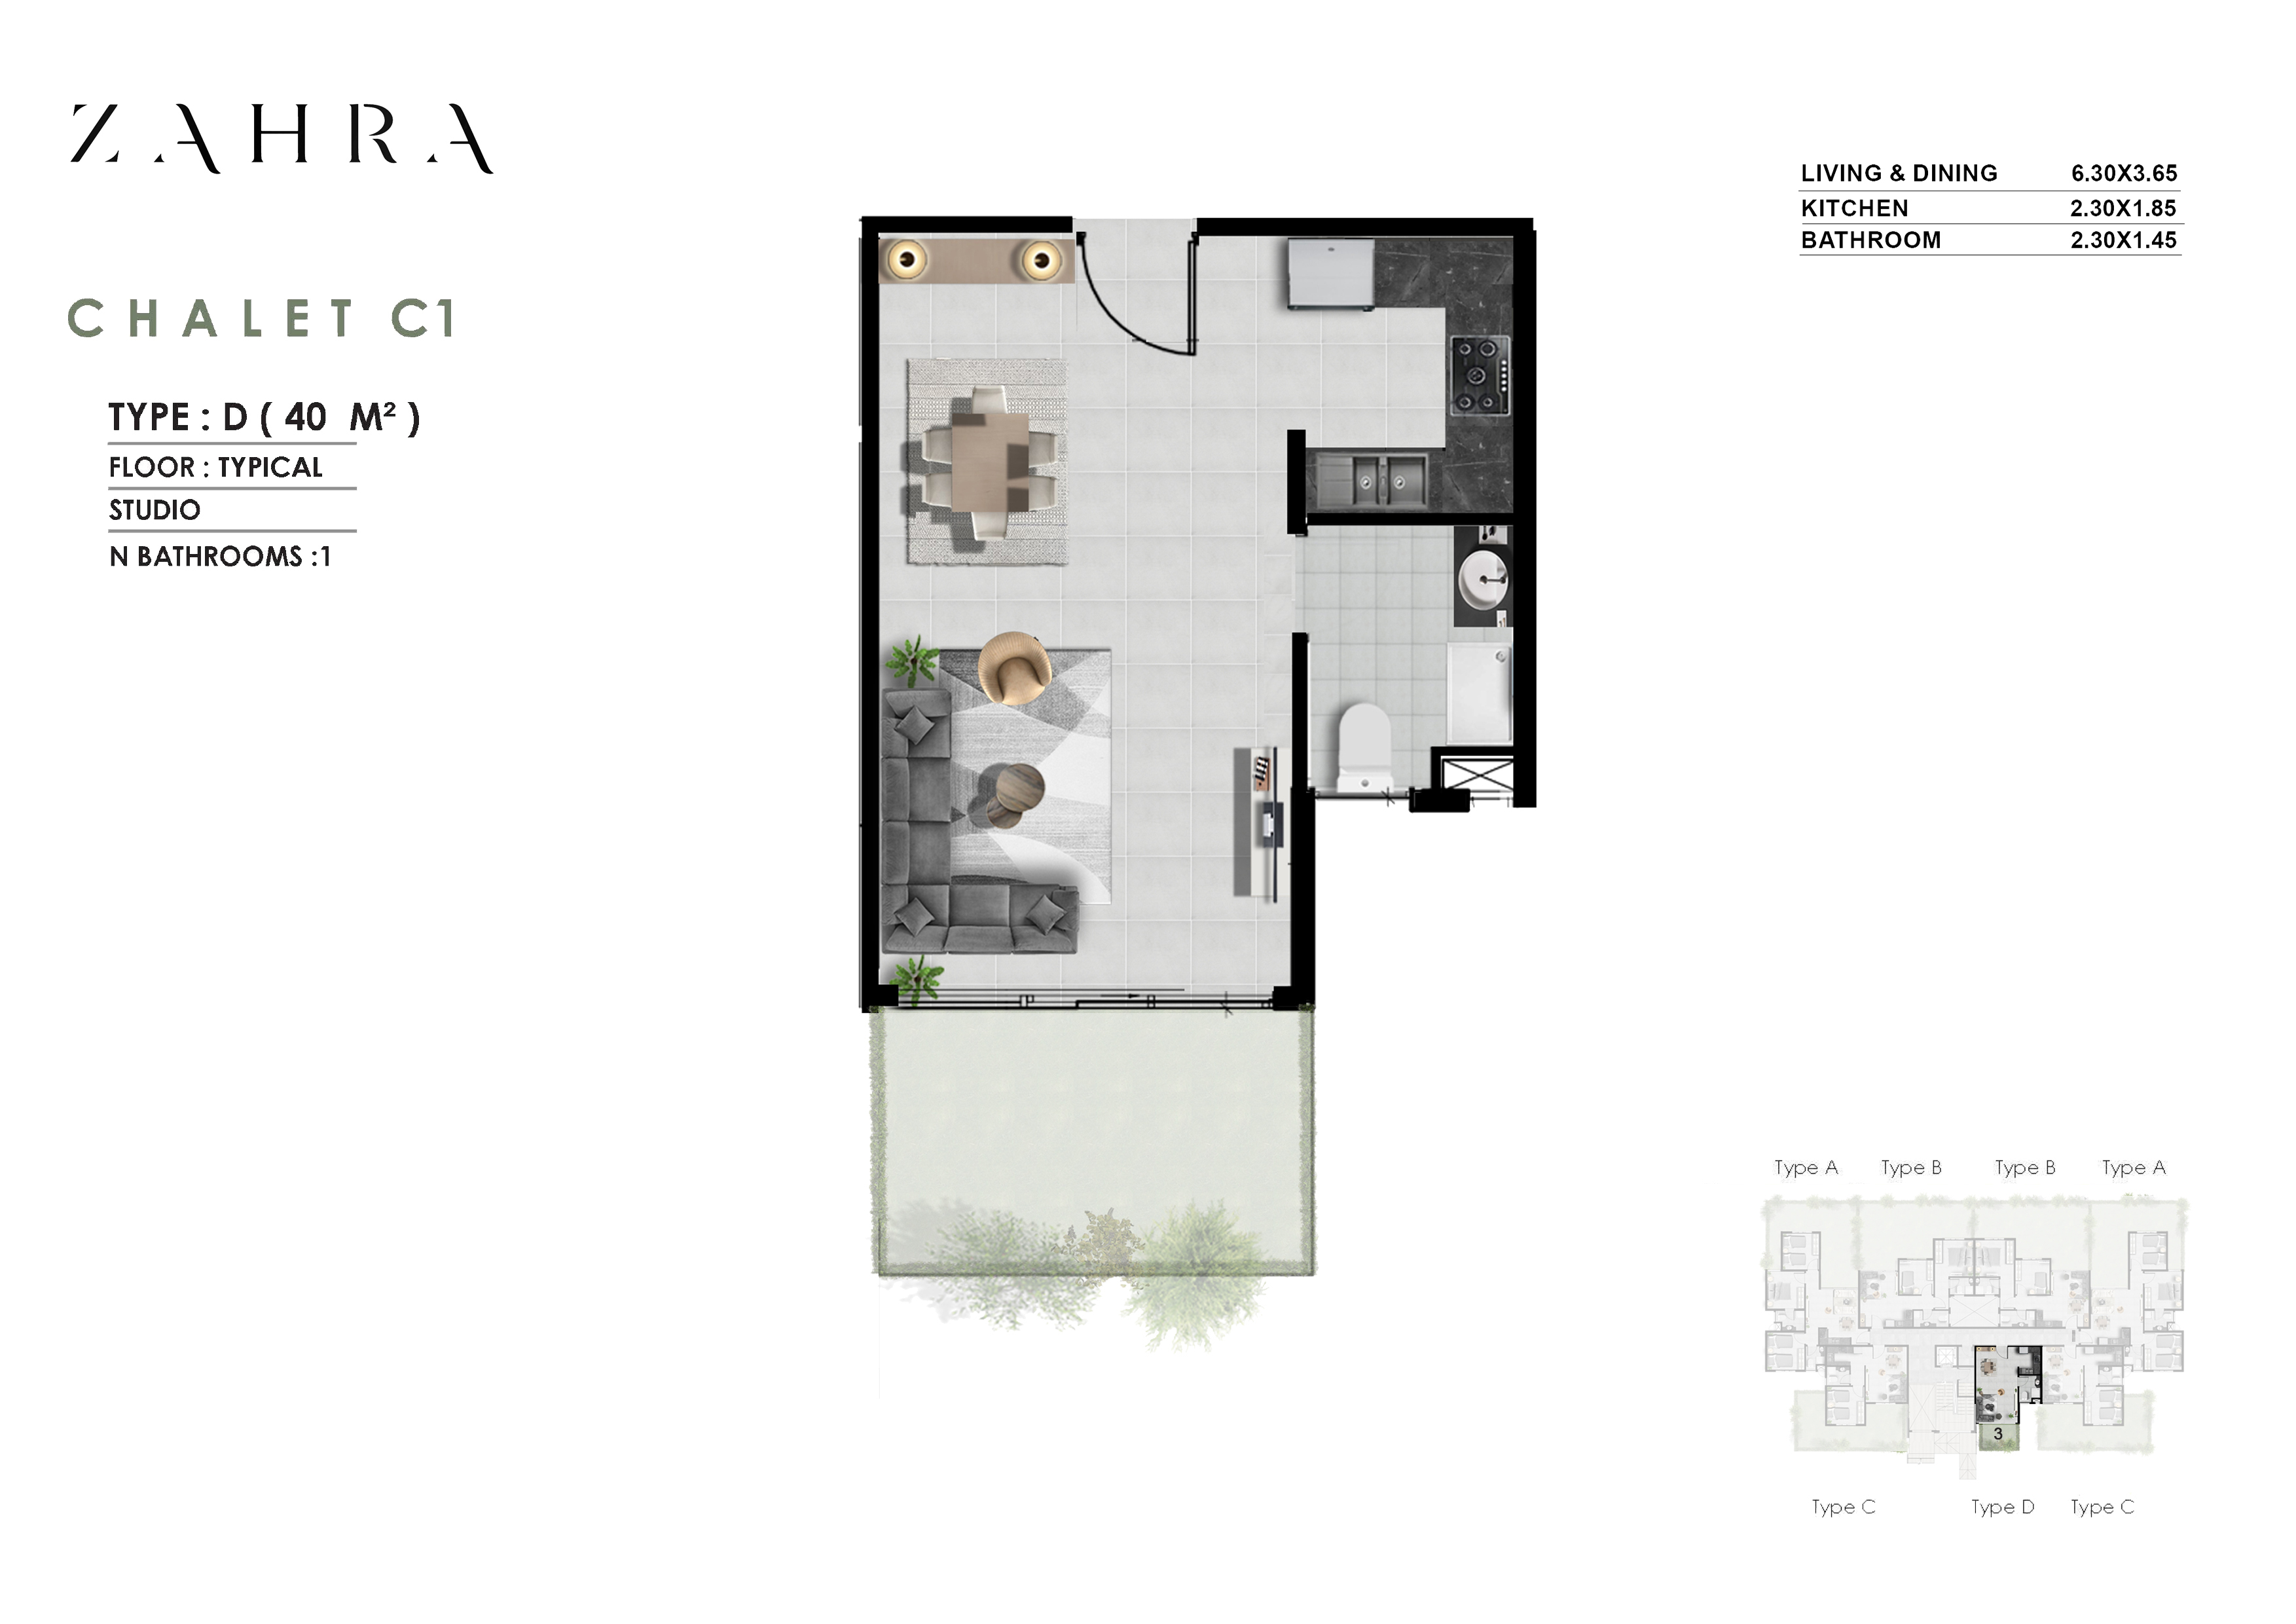 ZAHRA
CHALET C1
TYPE : D ( 40 M² )
FLOOR : TYPICAL
STUDIO
N BATHROOMS :1
LIVING & DINING 6.30X3.65
KITCHEN 2.30X1.85
BATHROOM 2.30X1.45
Type A Type B Type B Type A
3
Type C Type D Type C